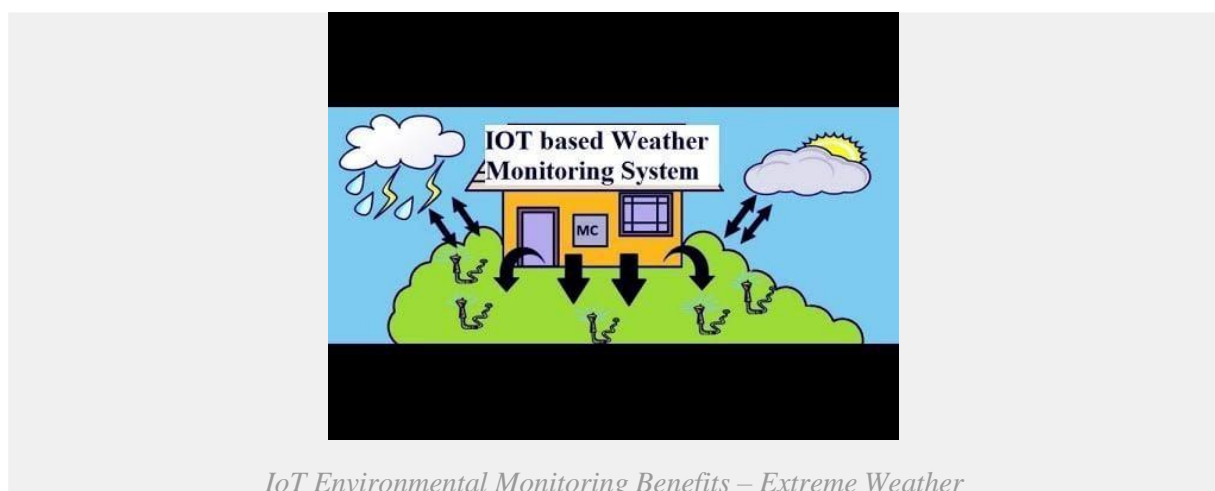 IOT based Weather
Monitoring System
MC
IoT Environmental Monitoring Benefits – Extreme Weather